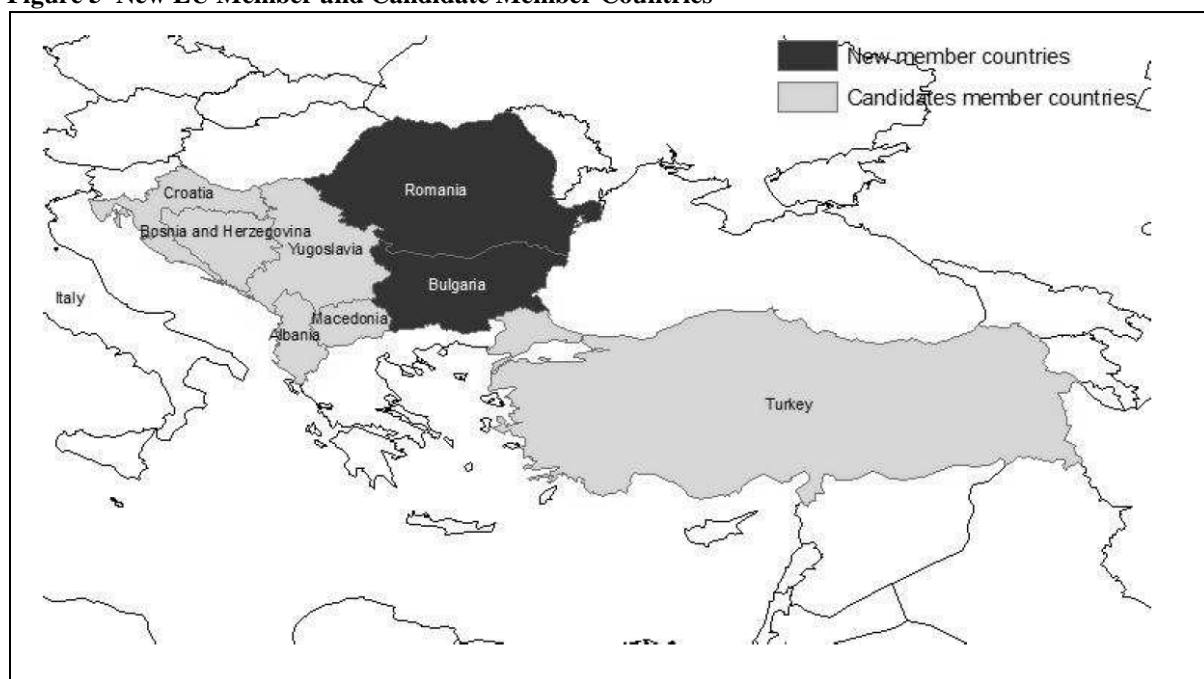 Figure 3 New EU Member and Candidate Member Countries
New member countries
Candidates member countries
Croatia
Romania
Bosnia and Herzegovina
Yugoslavia
Bulgaria
Italy
Macedonia
Albania
Turkey